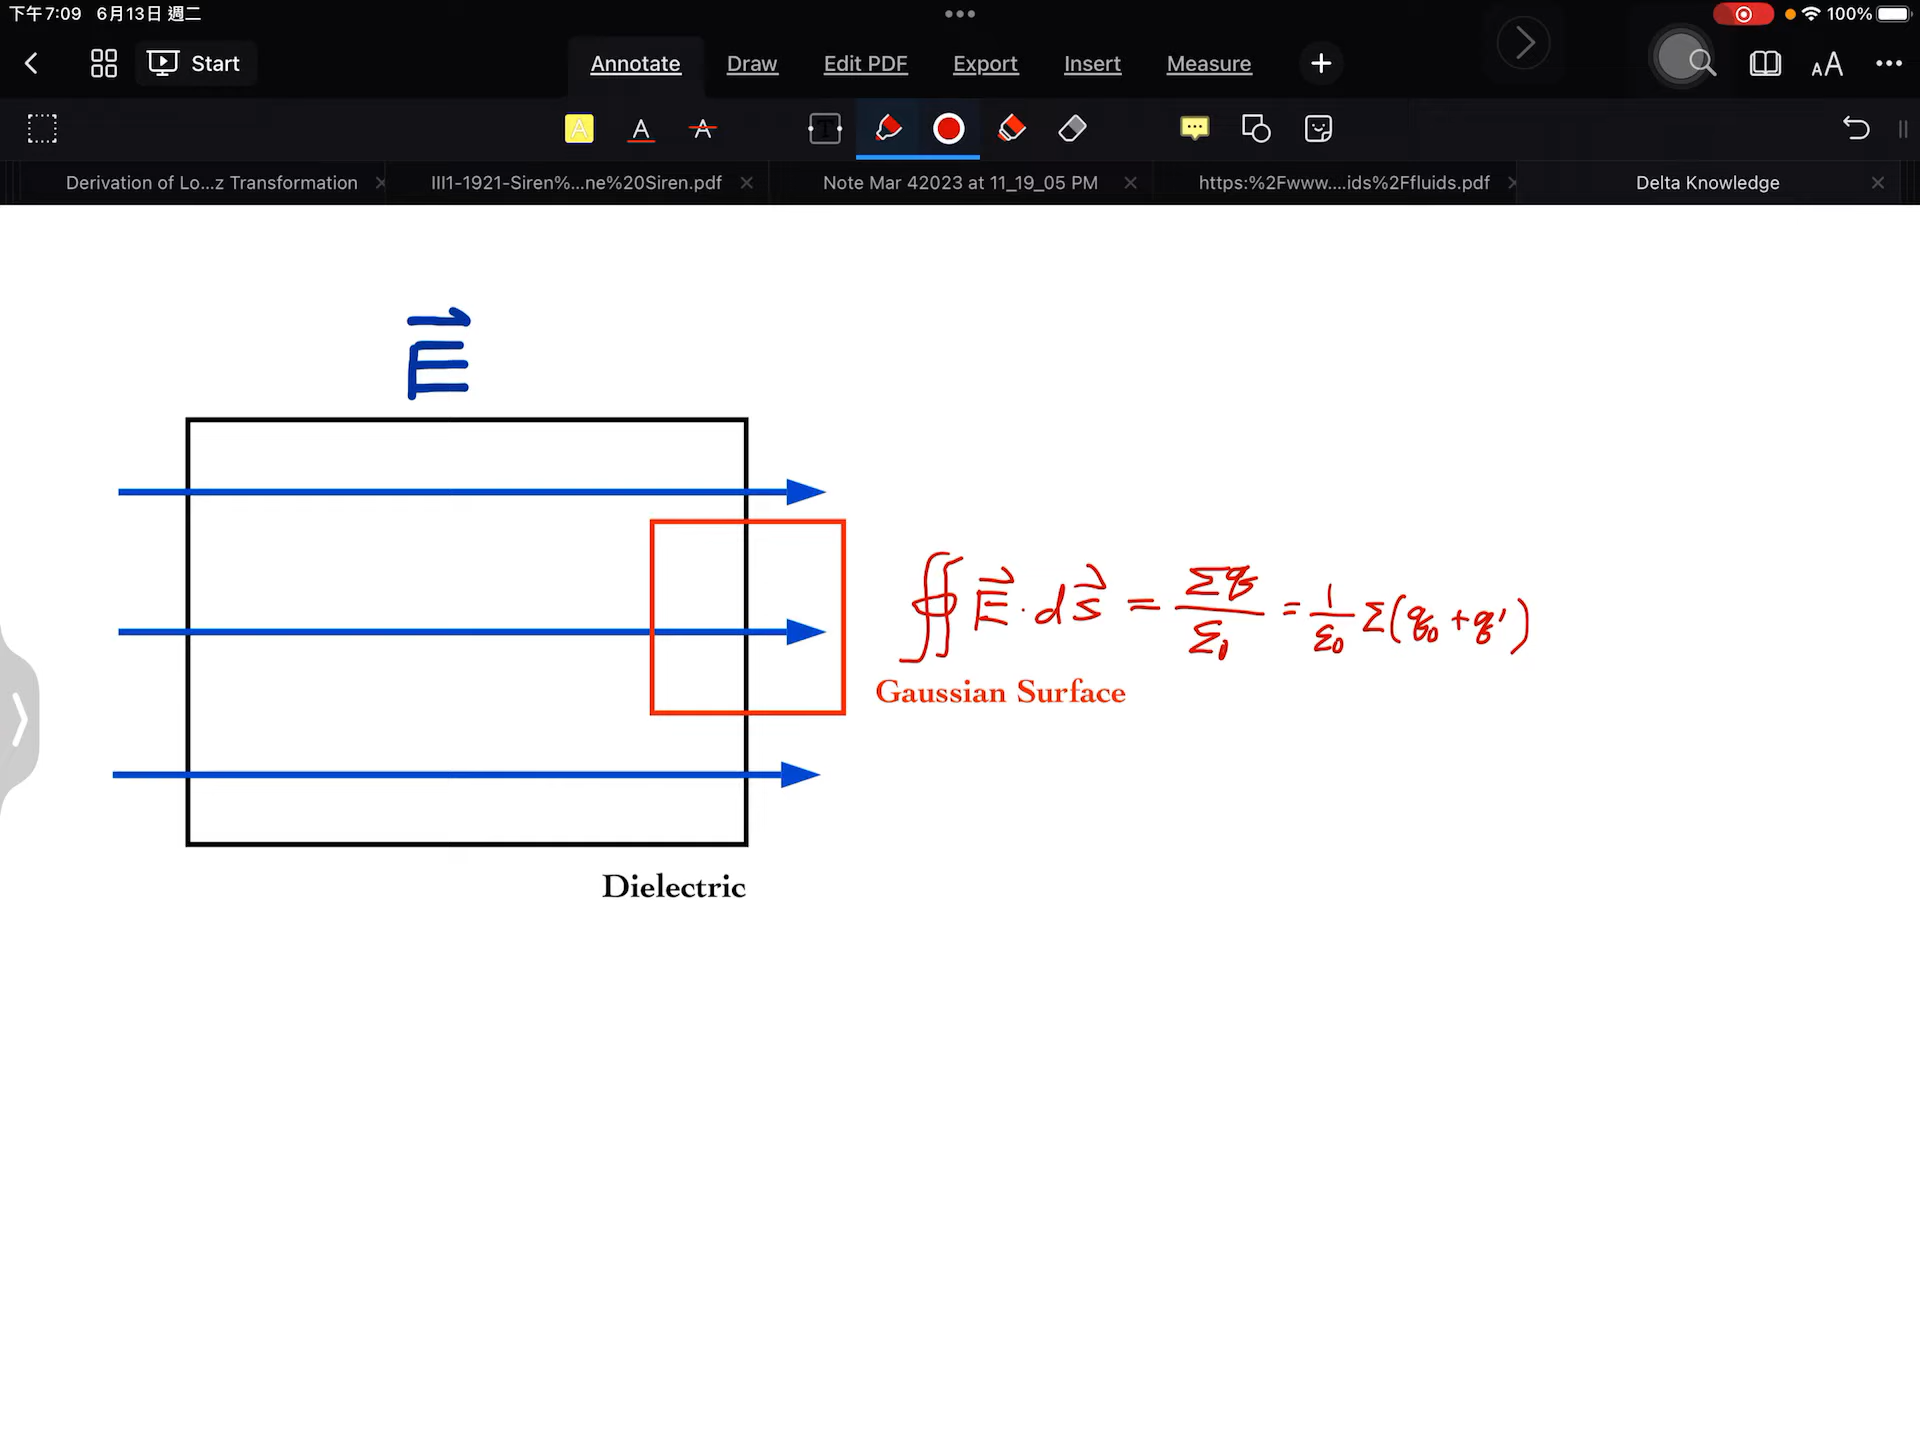 下午7:09 6月13日 週二 100%
Start Annotate Draw Edit PDF Export Insert Measure AA
A A A T
Derivation of Lo...z Transformation III1-1921-Siren%...ne%20Siren.pdf Note Mar 42023 at 11_19_05 PM https:%2Fwww....ids%2Ffluids.pdf Delta Knowledge
E⃗
∯ E⃗ · dS⃗ = Σq/ε₀ = 1/ε₀ Σ(q₀ + q′)
Gaussian Surface
Dielectric